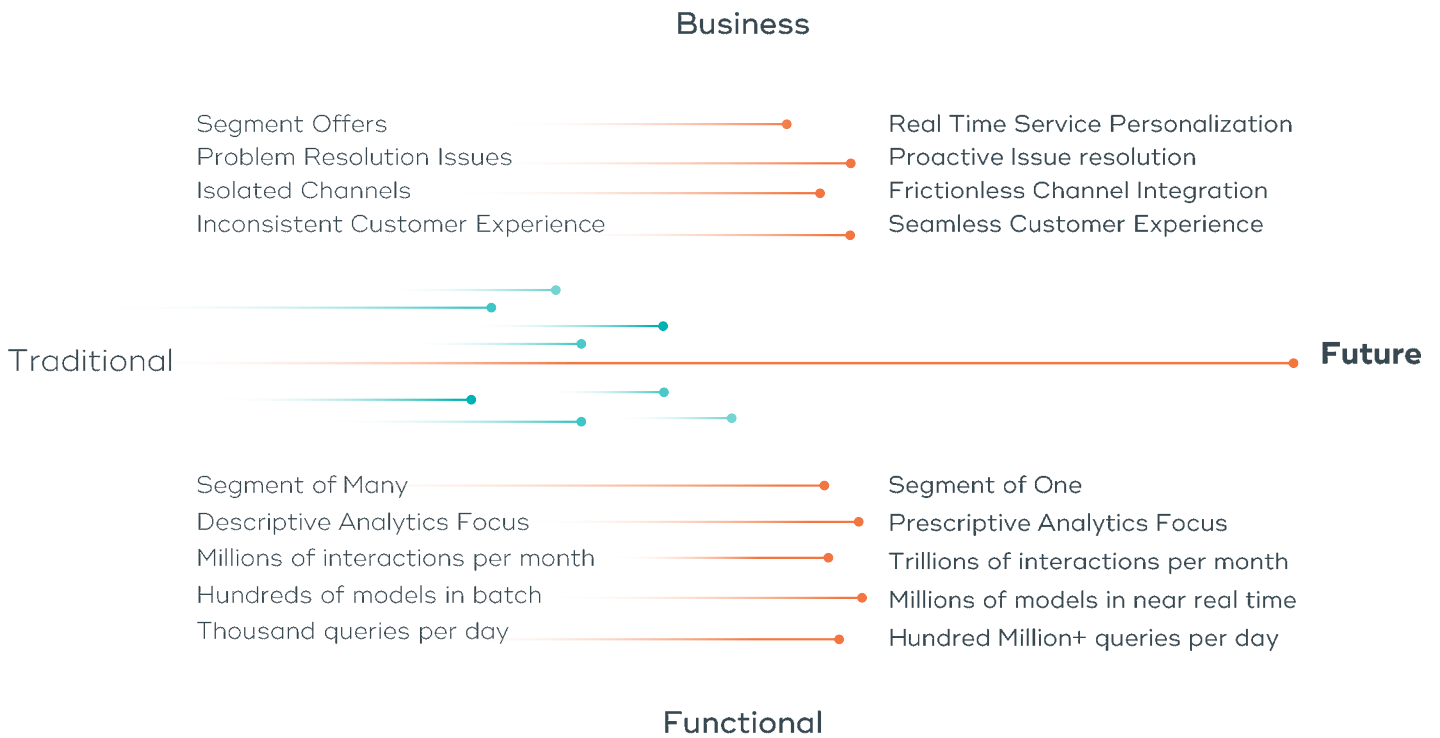 Business
Segment Offers
Real Time Service Personalization
Problem Resolution Issues
Proactive Issue resolution
Isolated Channels
Frictionless Channel Integration
Inconsistent Customer Experience
Seamless Customer Experience
Traditional
Future
Segment of Many
Segment of One
Descriptive Analytics Focus
Prescriptive Analytics Focus
Millions of interactions per month
Trillions of interactions per month
Hundreds of models in batch
Millions of models in near real time
Thousand queries per day
Hundred Million+ queries per day
Functional